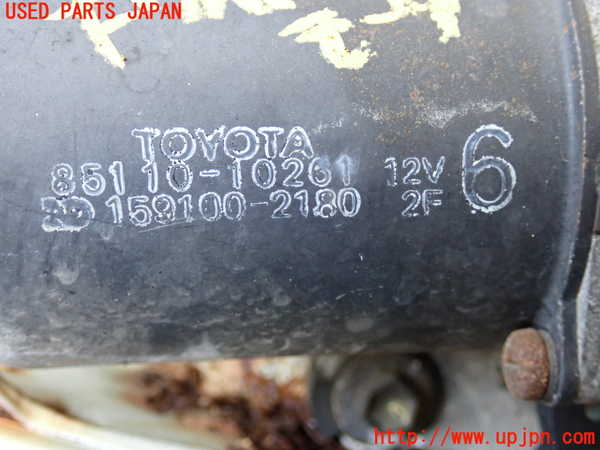 USED PARTS JAPAN
TOYOTA
85110-10261 12V 6
159100-2180 2F
http://www.upjpn.com